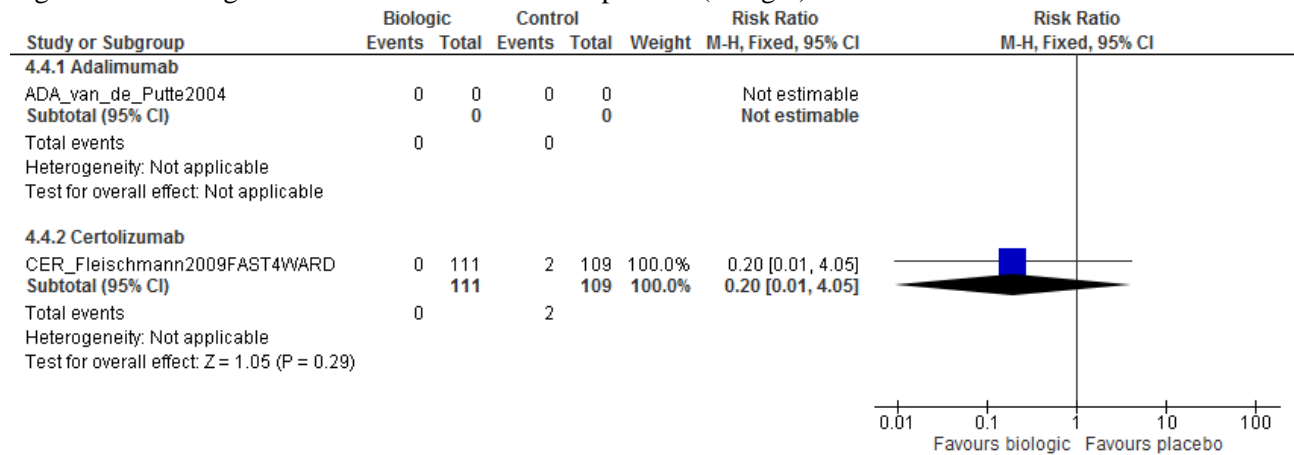 Biologic Control Risk Ratio Risk Ratio
Study or Subgroup Events Total Events Total Weight M-H, Fixed, 95% CI M-H, Fixed, 95% CI
4.4.1 Adalimumab
ADA_van_de_Putte2004 0 0 0 0 Not estimable
Subtotal (95% CI) 0 0 Not estimable
Total events 0 0
Heterogeneity: Not applicable
Test for overall effect: Not applicable
4.4.2 Certolizumab
CER_Fleischmann2009FAST4WARD 0 111 2 109 100.0% 0.20 [0.01, 4.05]
Subtotal (95% CI) 111 109 100.0% 0.20 [0.01, 4.05]
Total events 0 2
Heterogeneity: Not applicable
Test for overall effect: Z = 1.05 (P = 0.29)
0.01 0.1 1 10 100
Favours biologic Favours placebo